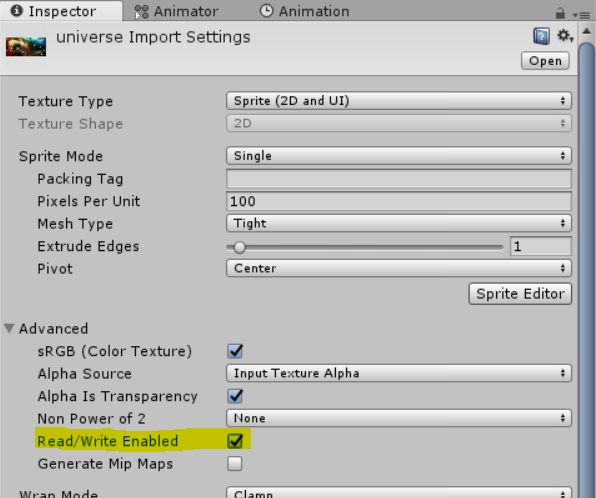 Inspector Animator Animation
universe Import Settings
Open
Texture Type Sprite (2D and UI)
Texture Shape 2D
Sprite Mode Single
Packing Tag
Pixels Per Unit 100
Mesh Type Tight
Extrude Edges 1
Pivot Center
Sprite Editor
Advanced
sRGB (Color Texture)
Alpha Source Input Texture Alpha
Alpha Is Transparency
Non Power of 2 None
Read/Write Enabled
Generate Mip Maps
Wrap Mode Clamp